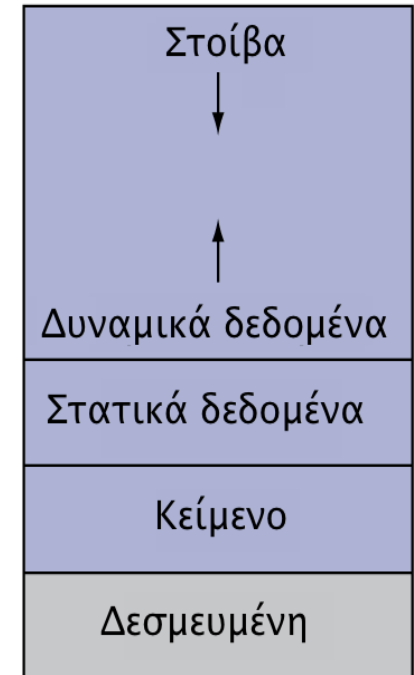 Στοίβα
Δυναμικά δεδομένα
Στατικά δεδομένα
Κείμενο
Δεσμευμένη